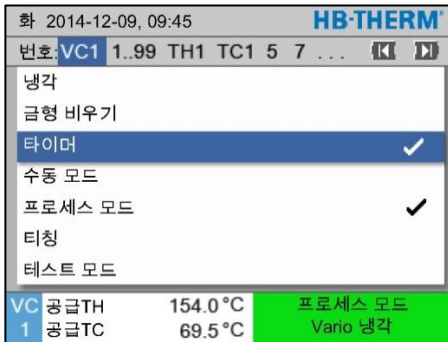 화 2014-12-09, 09:45 HB-THERM®
번호: VC1 1..99 TH1 TC1 5 7 ...
냉각
금형 비우기
타이머
수동 모드
프로세스 모드
티칭
테스트 모드
VC 공급TH 154.0 °C 프로세스 모드
1 공급TC 69.5 °C Vario 냉각